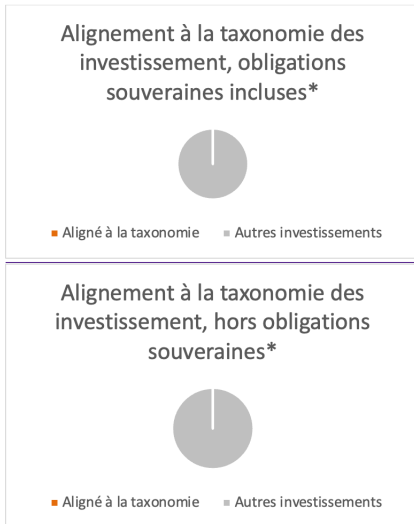 Alignement à la taxonomie des
investissement, obligations
souveraines incluses*
Aligné à la taxonomie Autres investissements
Alignement à la taxonomie des
investissement, hors obligations
souveraines*
Aligné à la taxonomie Autres investissements